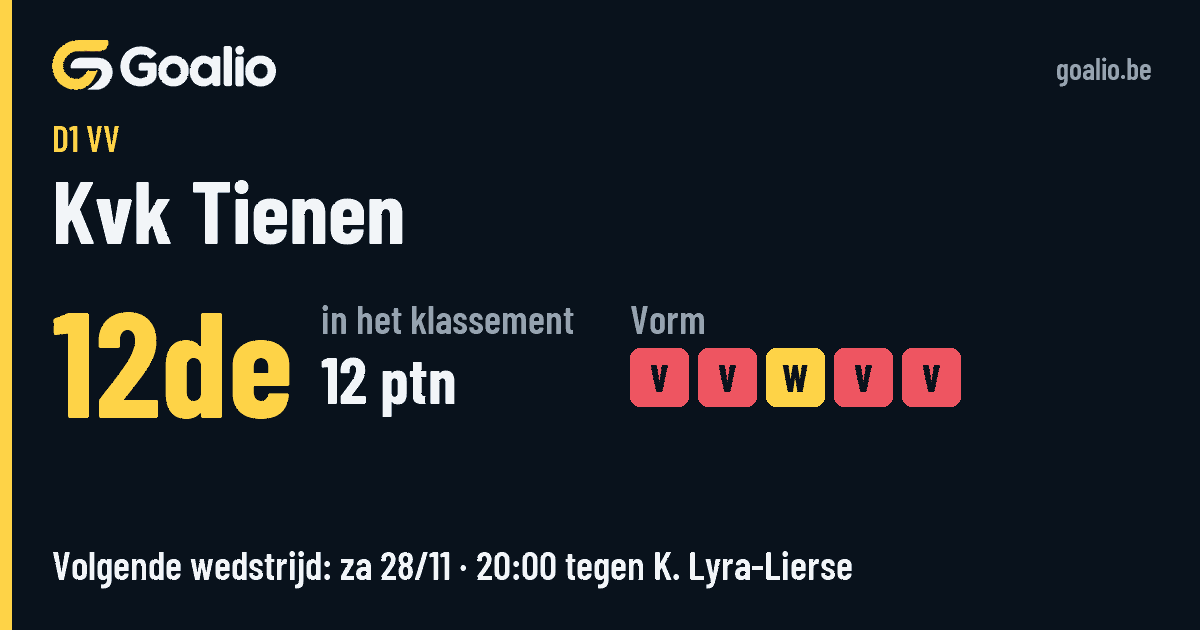 Goalio
goalio.be
D1 VV
Kvk Tienen
12de
in het klassement
12 ptn
Vorm
V V W V V
Volgende wedstrijd: za 28/11 · 20:00 tegen K. Lyra-Lierse